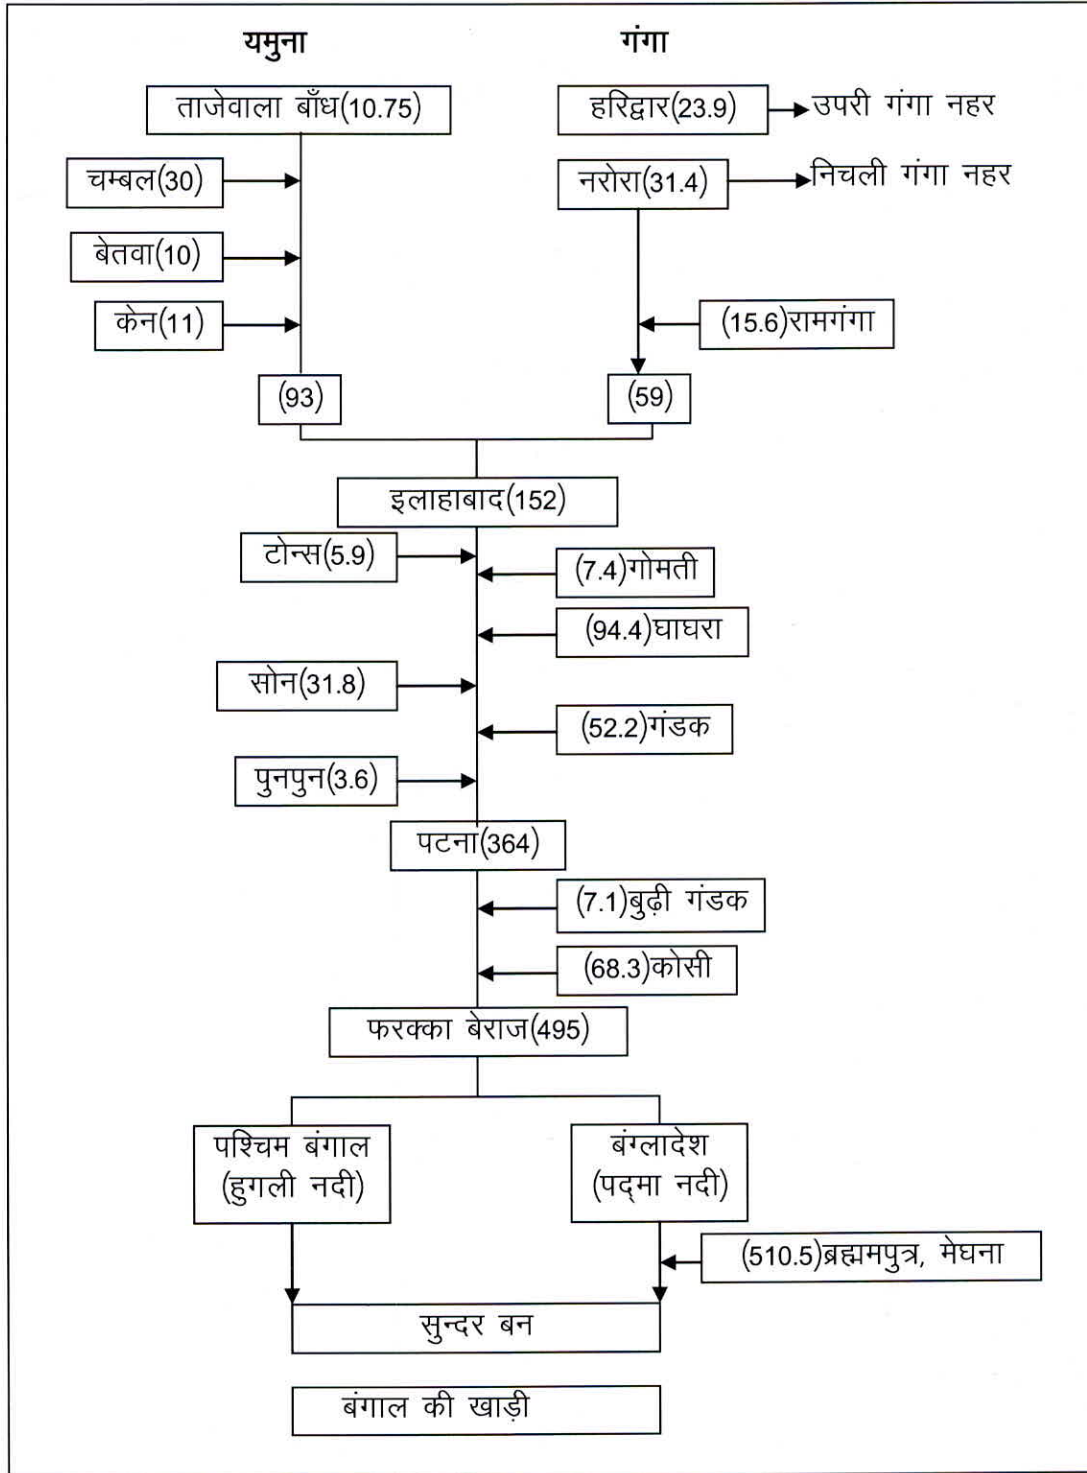 यमुना
गंगा
ताजेवाला बाँध(10.75)
हरिद्वार(23.9)
उपरी गंगा नहर
चम्बल(30)
नरोरा(31.4)
निचली गंगा नहर
बेतवा(10)
केन(11)
(15.6)रामगंगा
(93)
(59)
इलाहाबाद(152)
टोन्स(5.9)
(7.4)गोमती
(94.4)घाघरा
सोन(31.8)
(52.2)गंडक
पुनपुन(3.6)
पटना(364)
(7.1)बुढ़ी गंडक
(68.3)कोसी
फरक्का बेराज(495)
पश्चिम बंगाल
(हुगली नदी)
बंग्लादेश
(पद्मा नदी)
(510.5)ब्रह्ममपुत्र, मेघना
सुन्दर बन
बंगाल की खाड़ी